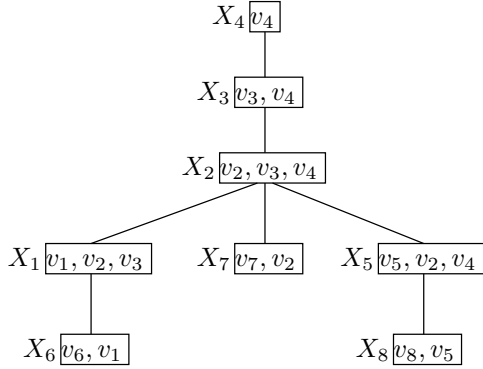 X₄ v₄
X₃ v₃, v₄
X₂ v₂, v₃, v₄
X₁ v₁, v₂, v₃ X₇ v₇, v₂ X₅ v₅, v₂, v₄
X₆ v₆, v₁ X₈ v₈, v₅